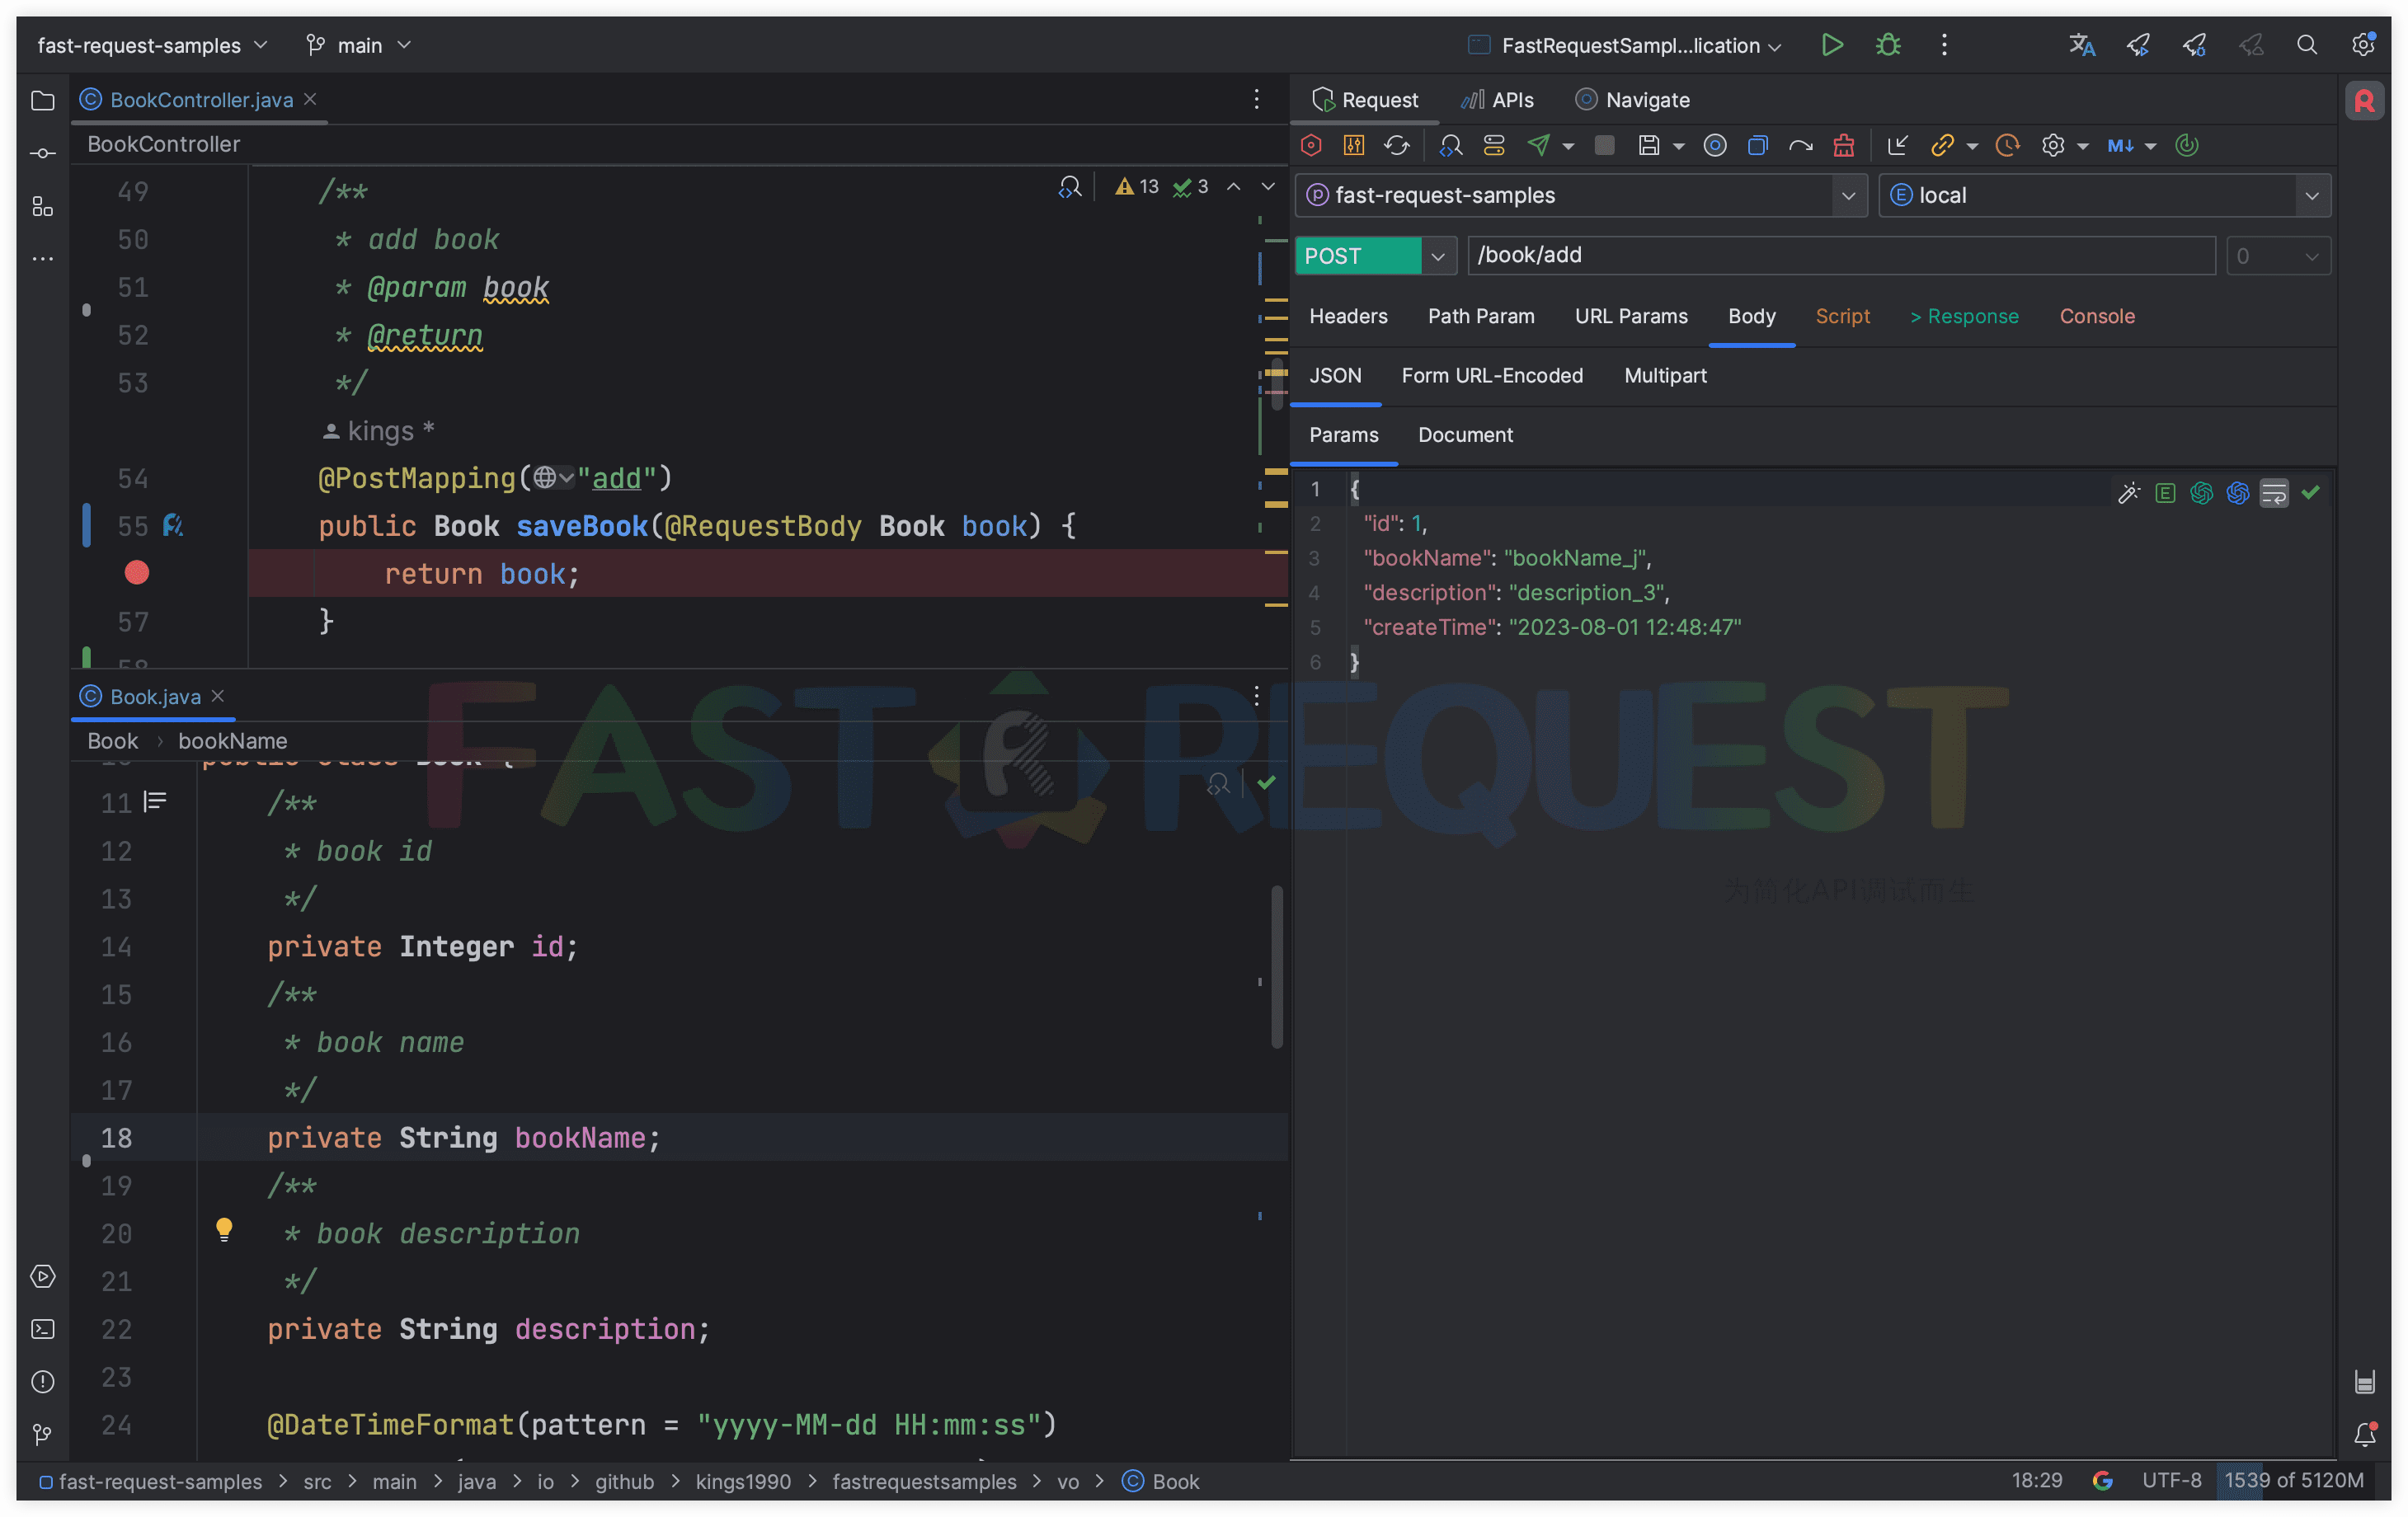 fast-request-samples
main
FastRequestSampl...lication
BookController.java
BookController
13
3
49 /**
50 * add book
51 * @param book
52 * @return
53 */
kings *
54 @PostMapping("add")
55 public Book saveBook(@RequestBody Book book) {
return book;
57 }
58
Book.java
Book › bookName
10 public class Book {
11 /**
12 * book id
13 */
14 private Integer id;
15 /**
16 * book name
17 */
18 private String bookName;
19 /**
20 * book description
21 */
22 private String description;
23
24 @DateTimeFormat(pattern = "yyyy-MM-dd HH:mm:ss")
Request
APIs
Navigate
M↓
fast-request-samples
local
POST
/book/add
0
Headers
Path Param
URL Params
Body
Script
> Response
Console
JSON
Form URL-Encoded
Multipart
Params
Document
1 {
2 "id": 1,
3 "bookName": "bookName_j",
4 "description": "description_3",
5 "createTime": "2023-08-01 12:48:47"
6 }
FAST REQUEST
为简化API调试而生
fast-request-samples > src > main > java > io > github > kings1990 > fastrequestsamples > vo > Book
18:29
UTF-8
1539 of 5120M